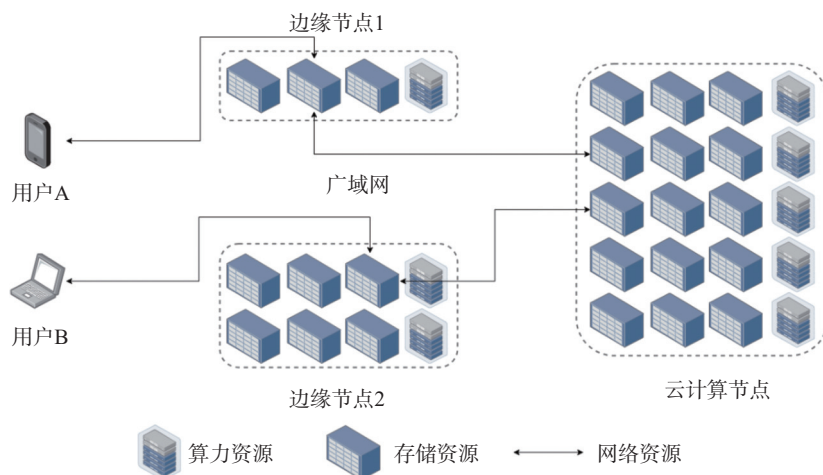 边缘节点1
用户A
广域网
用户B
边缘节点2
云计算节点
算力资源
存储资源
网络资源